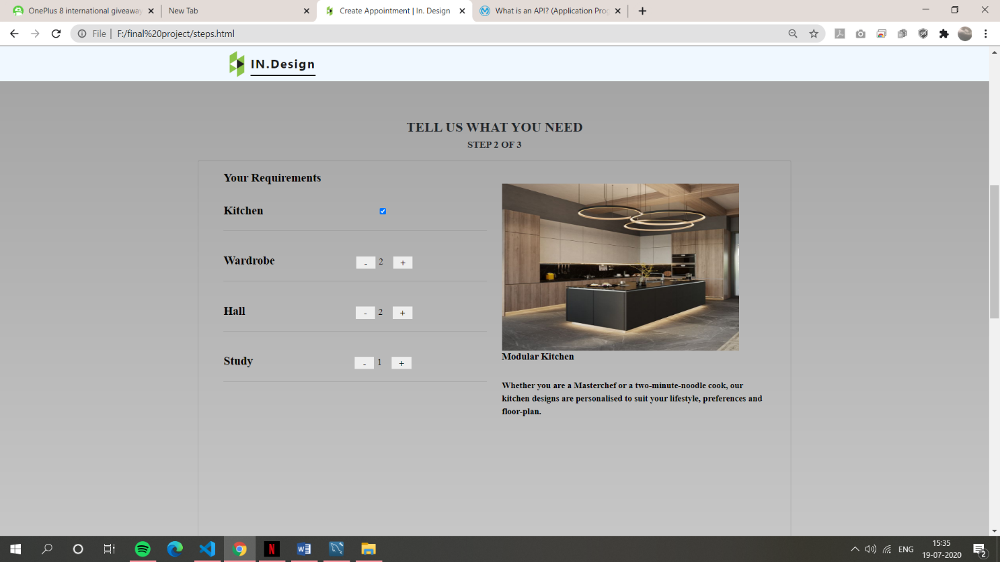 OnePlus 8 international giveaway
New Tab
Create Appointment | In. Design
What is an API? (Application Prog
File | F:/final%20project/steps.html
IN.Design
TELL US WHAT YOU NEED
STEP 2 OF 3
Your Requirements
Kitchen
Wardrobe - 2 +
Hall - 2 +
Study - 1 +
Modular Kitchen
Whether you are a Masterchef or a two-minute-noodle cook, our
kitchen designs are personalised to suit your lifestyle, preferences and
floor-plan.
ENG
15:35
19-07-2020
2